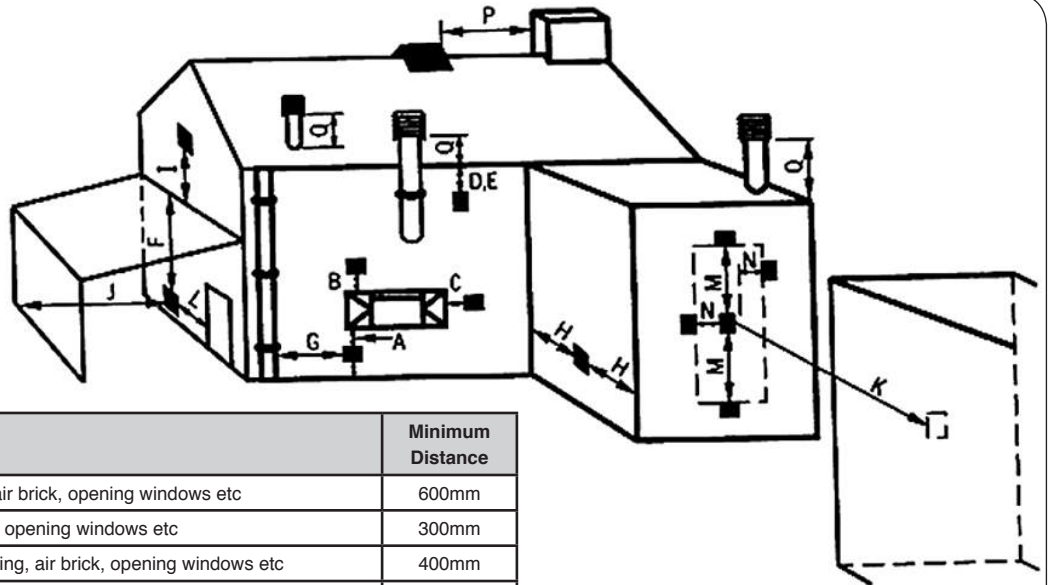 P
Q
Q
D,E
Q
I
F
B
C
N
M
J
L
N
G
A
H
H
M
K
Minimum
Distance
air brick, opening windows etc
600mm
opening windows etc
300mm
ing, air brick, opening windows etc
400mm